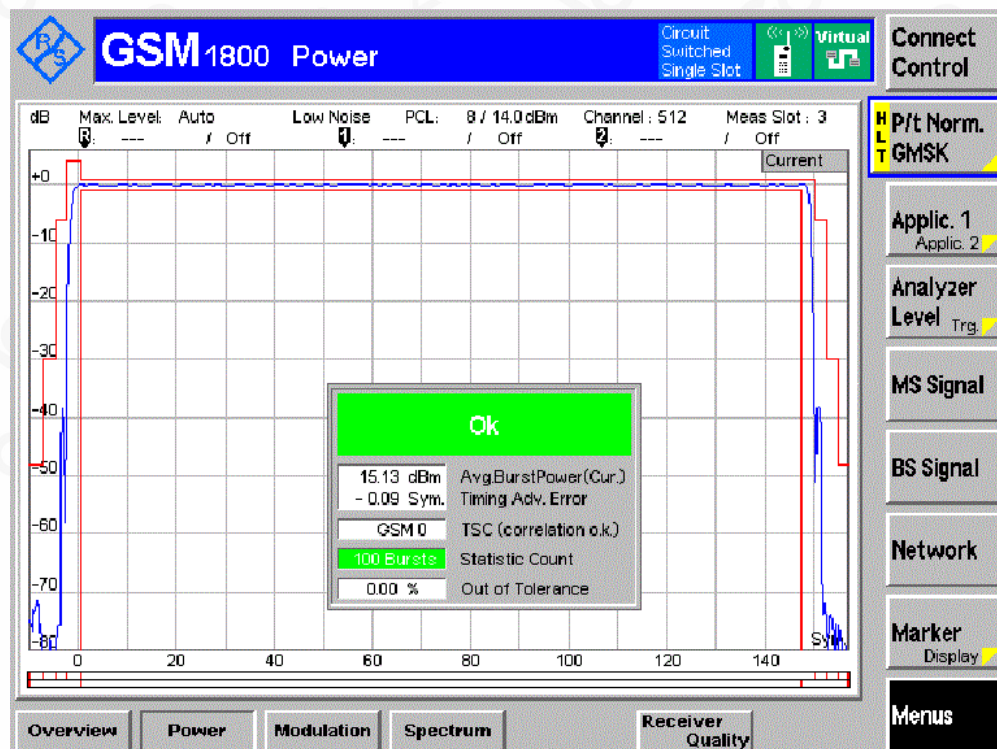 R/S
GSM 1800 Power
Circuit
Switched
Single Slot
Virtual
Connect
Control
dB Max. Level: Auto Low Noise PCL: 8 / 14.0 dBm Channel : 512 Meas Slot : 3
R: --- / Off 1: --- / Off 2: --- / Off
HLT
P/t Norm.
GMSK
Current
+0
-10
-20
-30
-40
-50
-60
-70
-80
Applic. 1
Applic. 2
Analyzer
Level Trg.
MS Signal
BS Signal
Network
Marker
Display
Menus
Ok
15.13 dBm Avg.BurstPower(Cur.)
- 0.09 Sym. Timing Adv. Error
GSM 0 TSC (correlation o.k.)
100 Bursts Statistic Count
0.00 % Out of Tolerance
0 20 40 60 80 100 120 140
Overview Power Modulation Spectrum Receiver
Quality